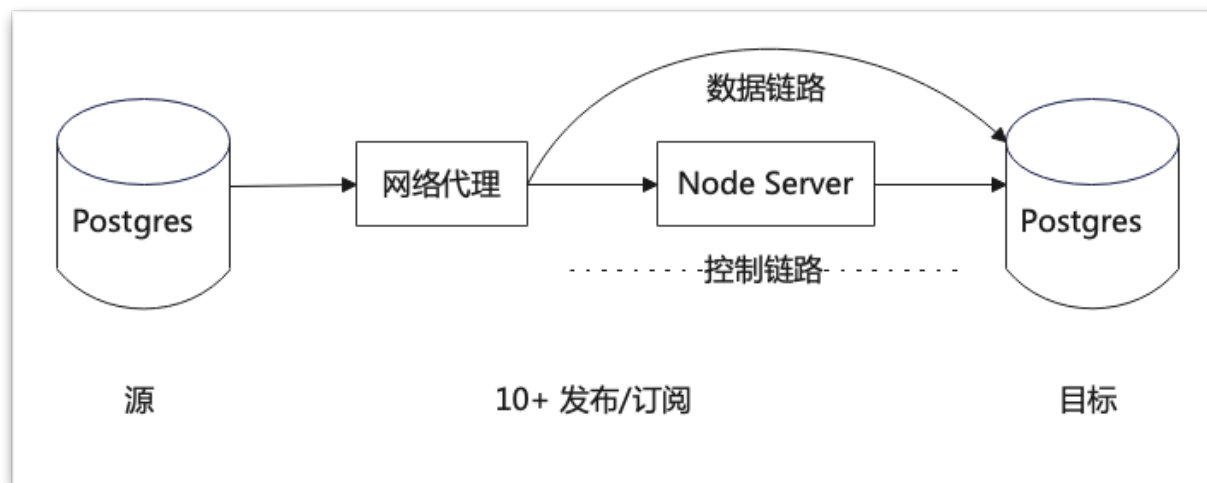 数据链路
网络代理
Node Server
Postgres
Postgres
控制链路
源
10+ 发布/订阅
目标